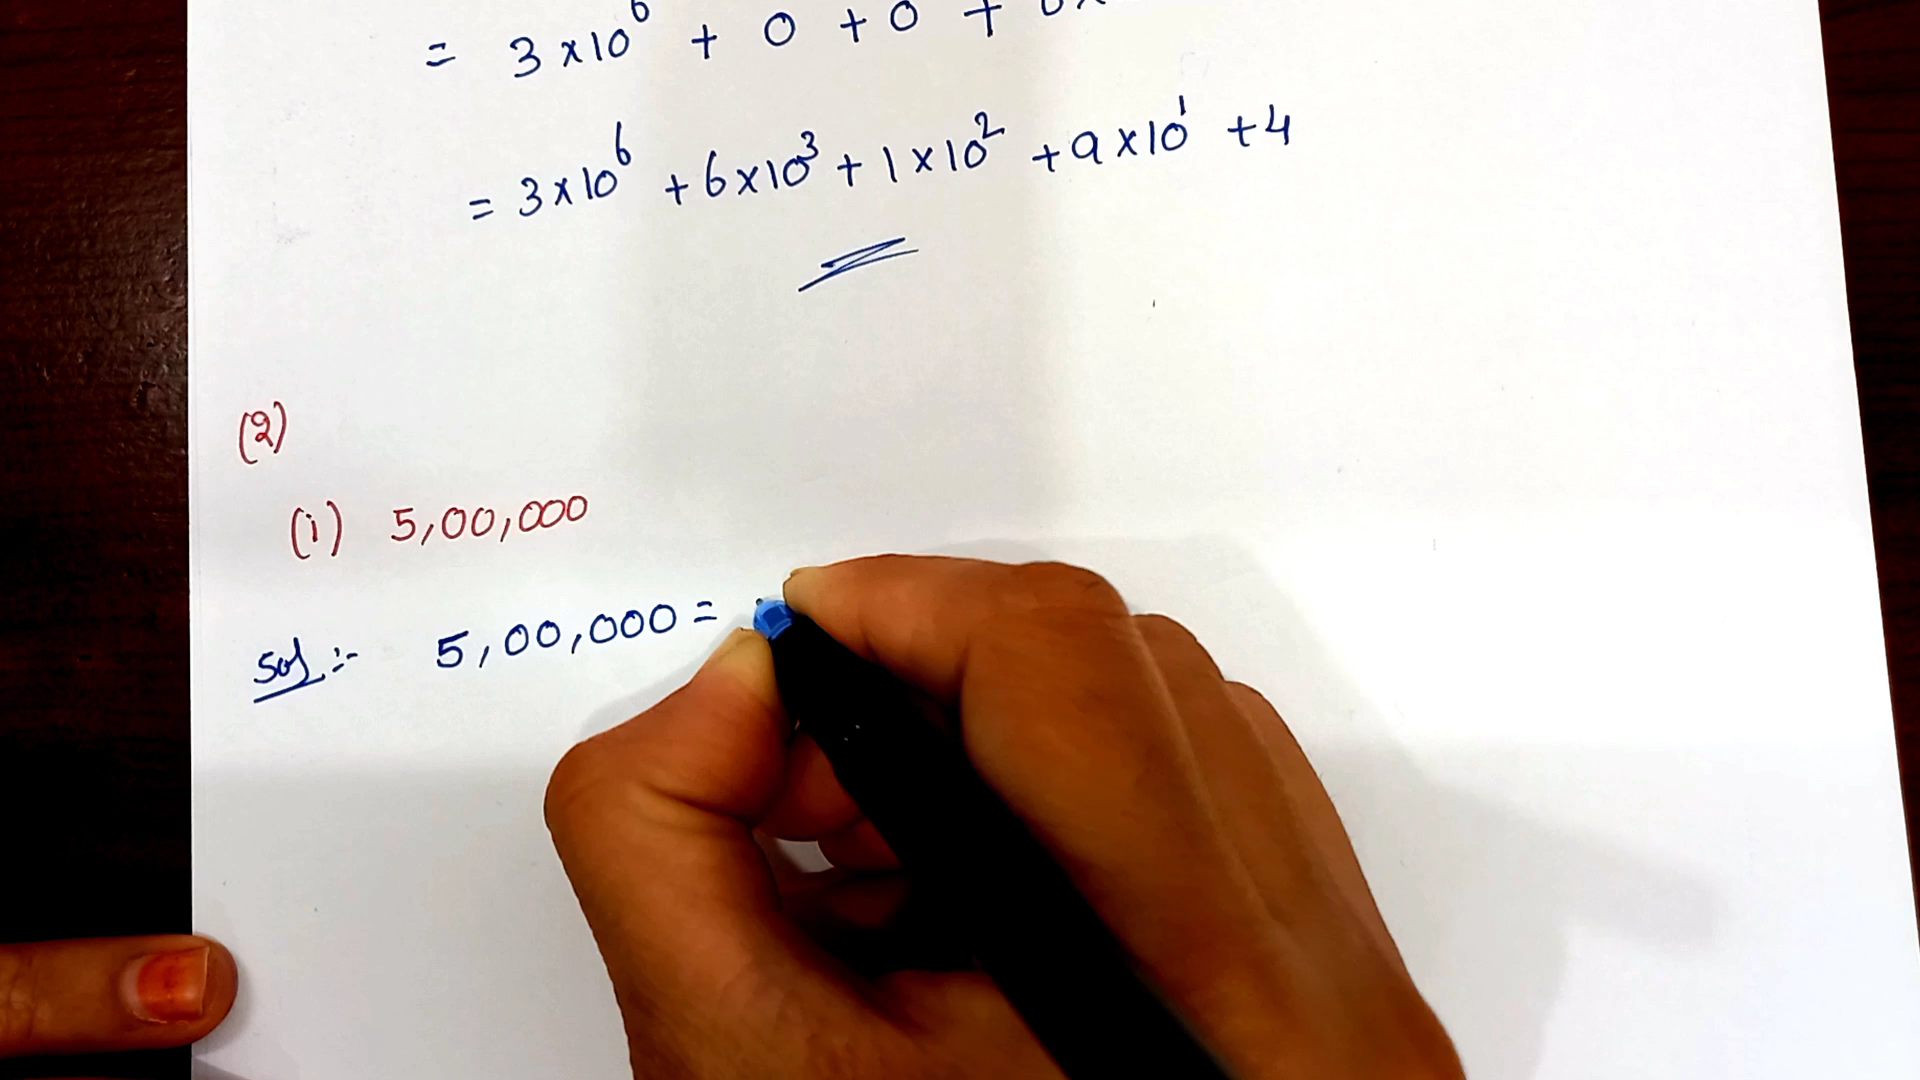 = 3×10⁶ + 0 + 0 +
= 3×10⁶ + 6×10³ + 1×10² + 9×10¹ + 4
(2)
(i) 5,00,000
Sol :- 5,00,000 =